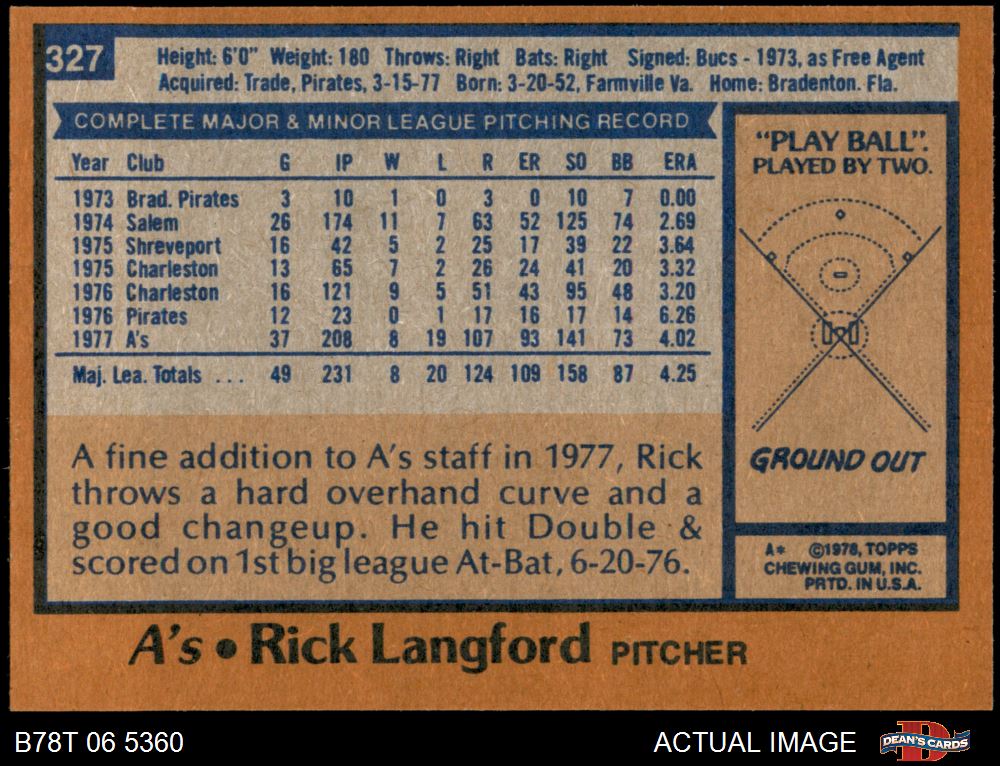 327
Height: 6'0" Weight: 180 Throws: Right Bats: Right Signed: Bucs - 1973, as Free Agent
Acquired: Trade, Pirates, 3-15-77 Born: 3-20-52, Farmville Va. Home: Bradenton. Fla.
COMPLETE MAJOR & MINOR LEAGUE PITCHING RECORD
Year Club G IP W L R ER SO BB ERA
1973 Brad. Pirates 3 10 1 0 3 0 10 7 0.00
1974 Salem 26 174 11 7 63 52 125 74 2.69
1975 Shreveport 16 42 5 2 25 17 39 22 3.64
1975 Charleston 13 65 7 2 26 24 41 20 3.32
1976 Charleston 16 121 9 5 51 43 95 48 3.20
1976 Pirates 12 23 0 1 17 16 17 14 6.26
1977 A's 37 208 8 19 107 93 141 73 4.02
Maj. Lea. Totals ... 49 231 8 20 124 109 158 87 4.25
A fine addition to A's staff in 1977, Rick
throws a hard overhand curve and a
good changeup. He hit Double &
scored on 1st big league At-Bat, 6-20-76.
"PLAY BALL".
PLAYED BY TWO.
GROUND OUT
A* ©1978, TOPPS
CHEWING GUM, INC.
PRTD. IN U.S.A.
A's • Rick Langford PITCHER
B78T 06 5360
ACTUAL IMAGE
D
DEAN'S CARDS